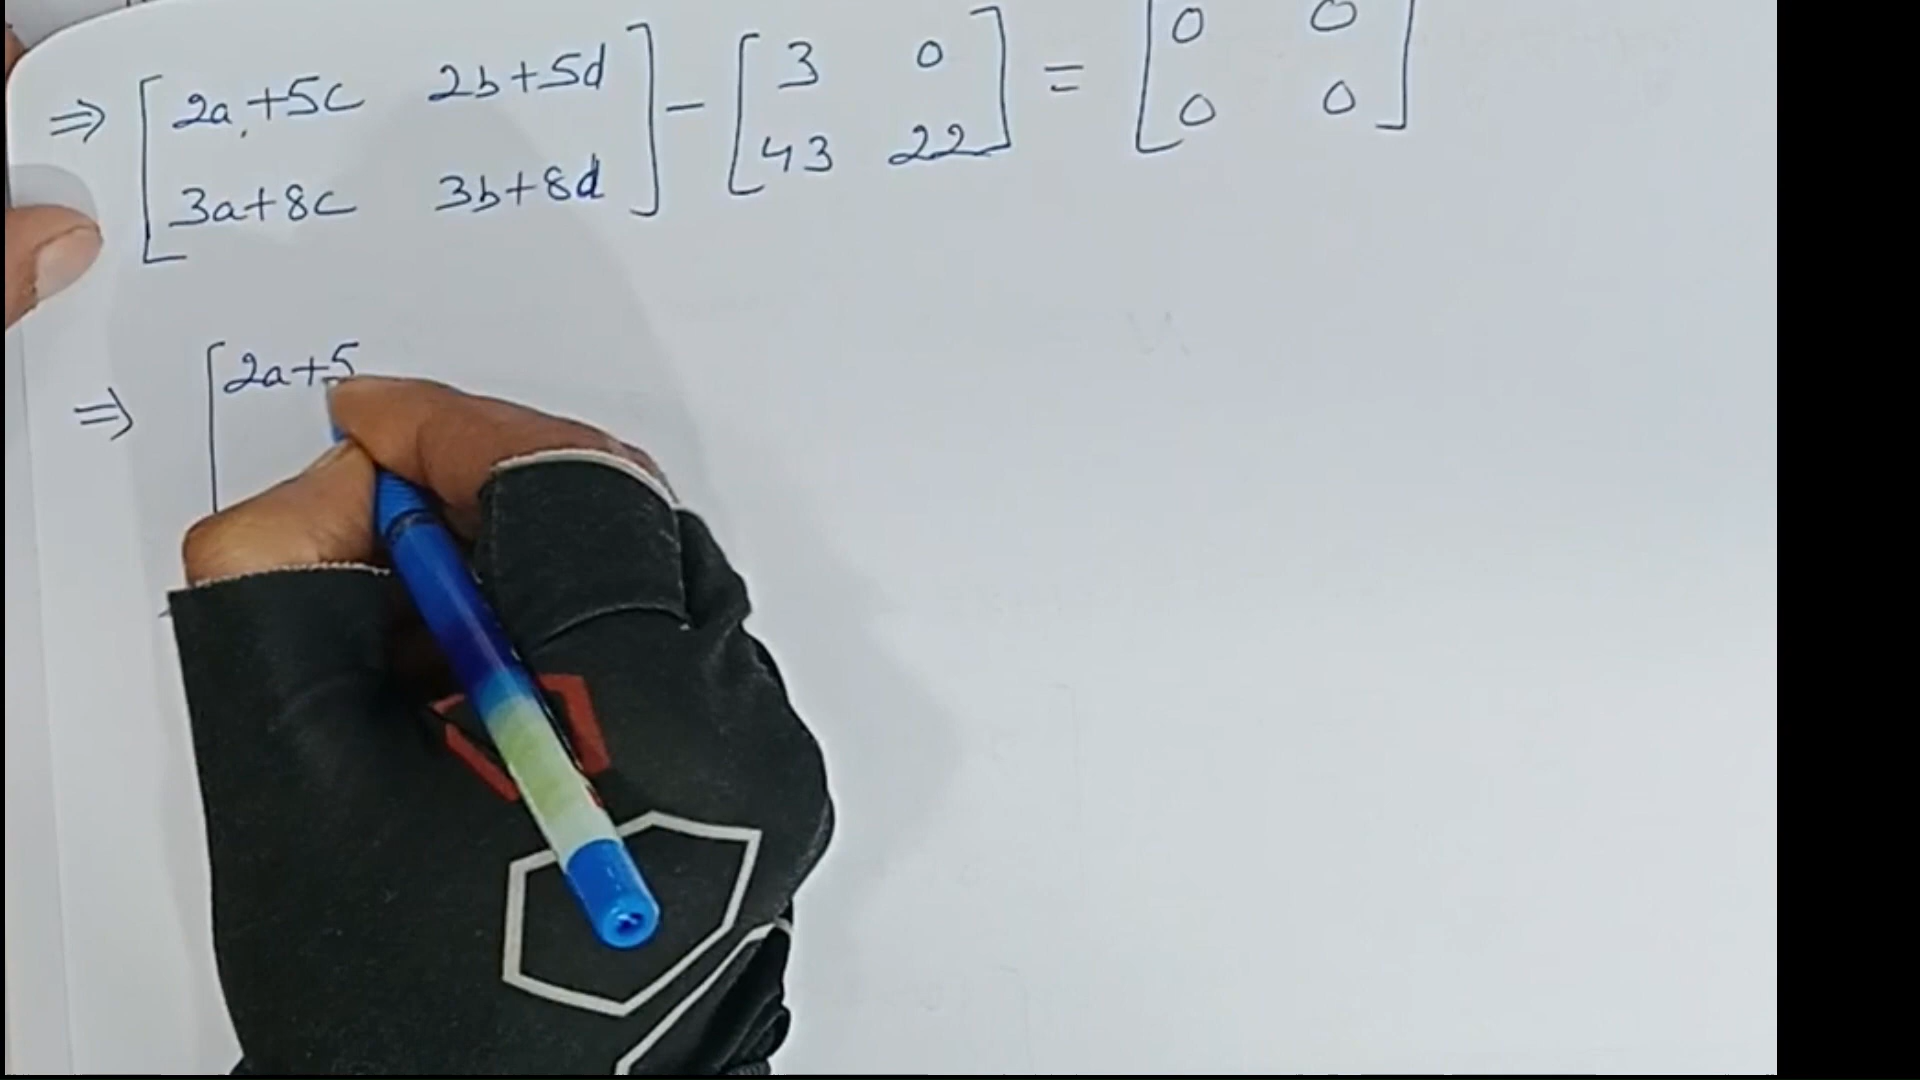 ⇒ [2a+5c 2b+5d] − [3 0] = [0 0]
[3a+8c 3b+8d] [43 22] [0 0]
⇒ [2a+5